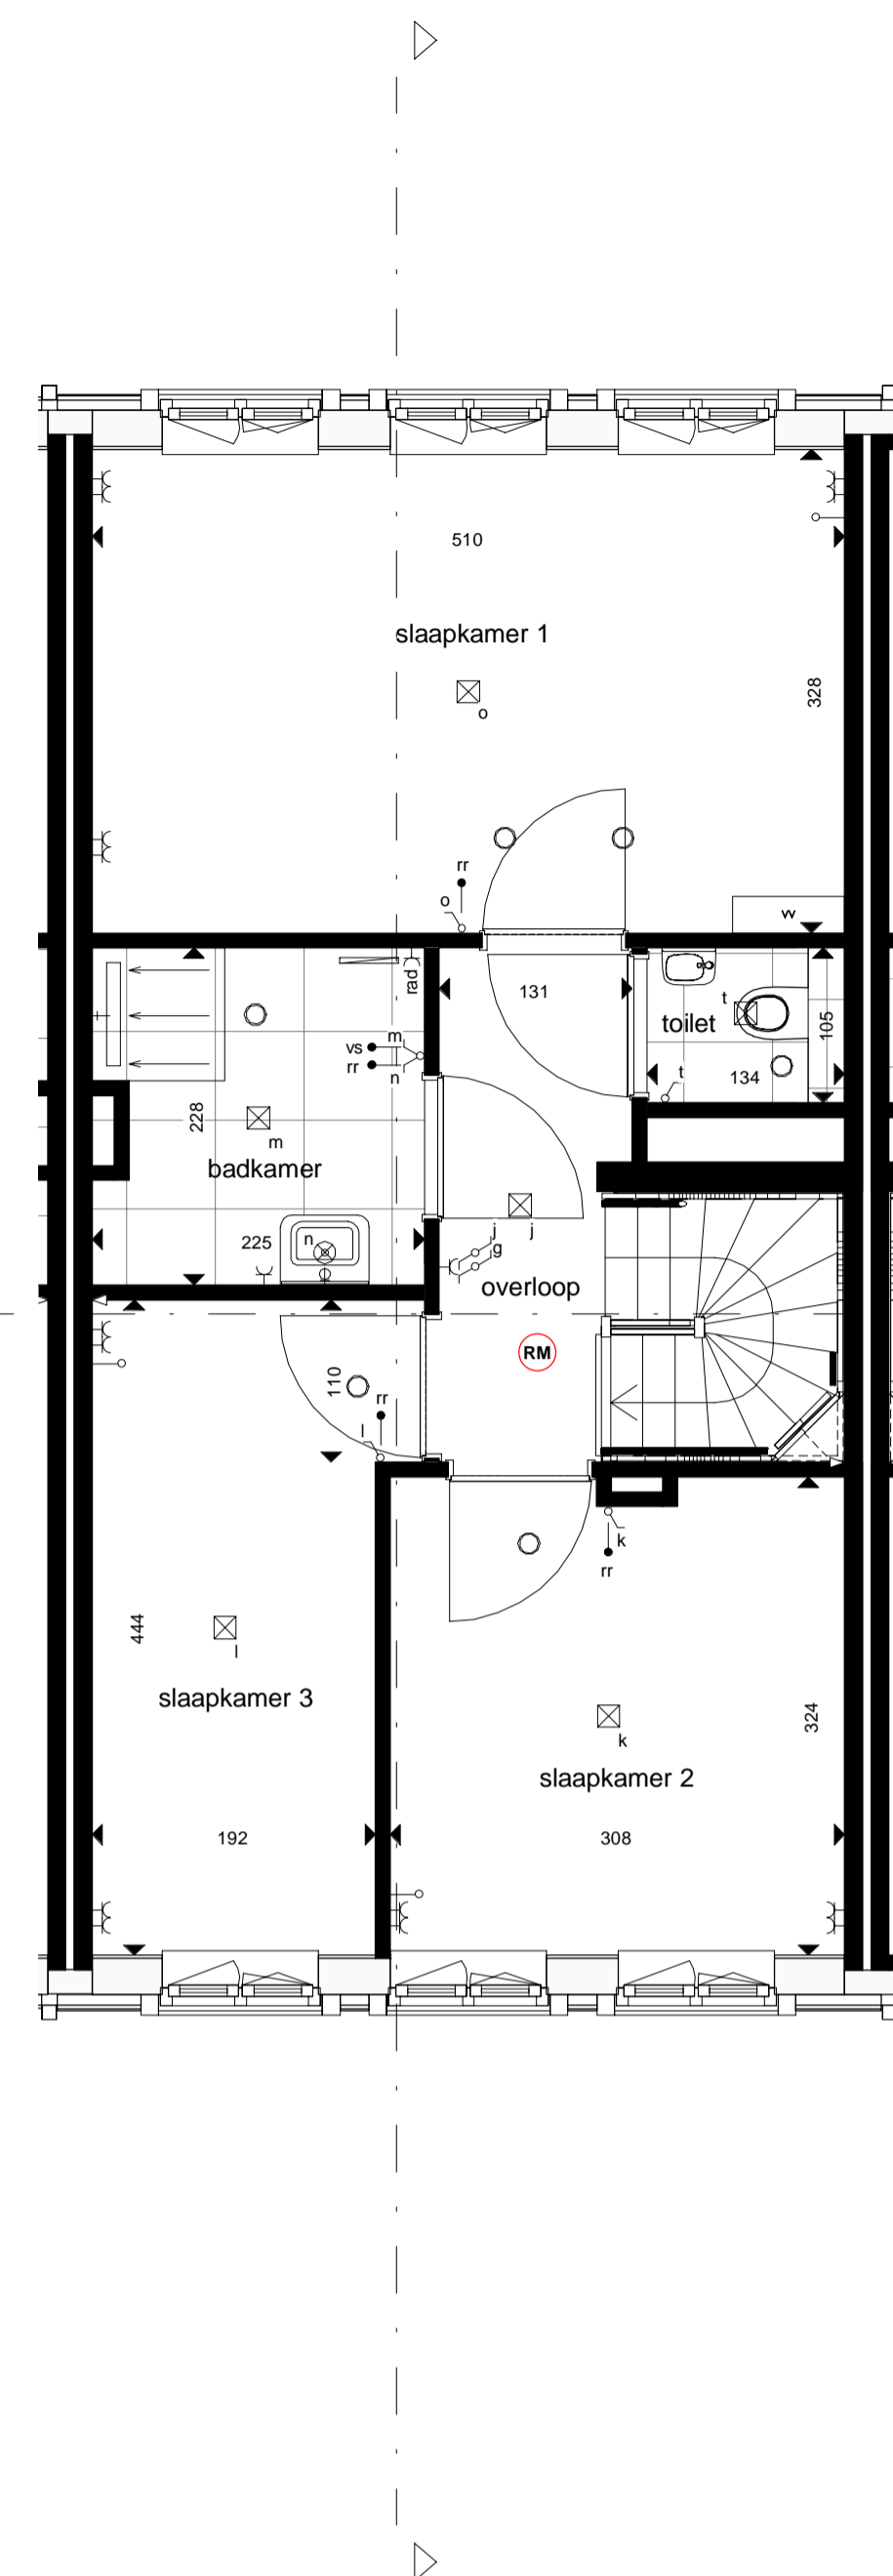 510
slaapkamer 1
328
o
rr
o
w
131
rad
t
toilet
105
m
vs
rr
n
t
134
228
m
badkamer
225
n
j
j
g
overloop
RM
110
rr
l
k
rr
444
l
slaapkamer 3
324
k
slaapkamer 2
192
308